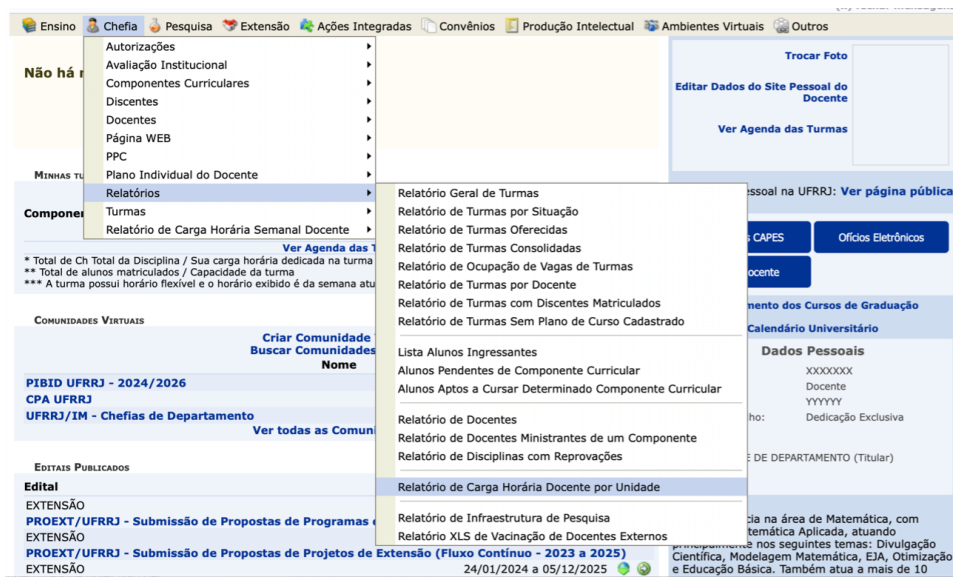 Ensino Chefia Pesquisa Extensão Ações Integradas Convênios Produção Intelectual Ambientes Virtuais Outros
Não há
Autorizações
Avaliação Institucional
Componentes Curriculares
Discentes
Docentes
Página WEB
PPC
Plano Individual do Docente
Relatórios
Turmas
Relatório de Carga Horária Semanal Docente
Trocar Foto
Editar Dados do Site Pessoal do
Docente
Ver Agenda das Turmas
MINHAS TU
Componer
Ver Agenda das T
* Total de Ch Total da Disciplina / Sua carga horária dedicada na turma
** Total de alunos matriculados / Capacidade da turma
*** A turma possui horário flexível e o horário exibido é da semana atu
Relatório Geral de Turmas
Relatório de Turmas por Situação
Relatório de Turmas Oferecidas
Relatório de Turmas Consolidadas
Relatório de Ocupação de Vagas de Turmas
Relatório de Turmas por Docente
Relatório de Turmas com Discentes Matriculados
Relatório de Turmas Sem Plano de Curso Cadastrado
Lista Alunos Ingressantes
Alunos Pendentes de Componente Curricular
Alunos Aptos a Cursar Determinado Componente Curricular
Relatório de Docentes
Relatório de Docentes Ministrantes de um Componente
Relatório de Disciplinas com Reprovações
Relatório de Carga Horária Docente por Unidade
Relatório de Infraestrutura de Pesquisa
Relatório XLS de Vacinação de Docentes Externos
essoal na UFRRJ: Ver página pública
CAPES Ofícios Eletrônicos
ocente
mento dos Cursos de Graduação
Calendário Universitário
Dados Pessoais
XXXXXXX
Docente
YYYYYY
ho: Dedicação Exclusiva
E DE DEPARTAMENTO (Titular)
COMUNIDADES VIRTUAIS
Criar Comunidade
Buscar Comunidades
Nome
PIBID UFRRJ - 2024/2026
CPA UFRRJ
UFRRJ/IM - Chefias de Departamento
Ver todas as Comuni
EDITAIS PUBLICADOS
Edital
EXTENSÃO
PROEXT/UFRRJ - Submissão de Propostas de Programas
EXTENSÃO
PROEXT/UFRRJ - Submissão de Propostas de Projetos de Extensão (Fluxo Contínuo - 2023 a 2025)
EXTENSÃO 24/01/2024 a 05/12/2025
cia na área de Matemática, com
temática Aplicada, atuando
principalmente nos seguintes temas: Divulgação
Científica, Modelagem Matemática, EJA, Otimização
e Educação Básica. Também atua a mais de 10